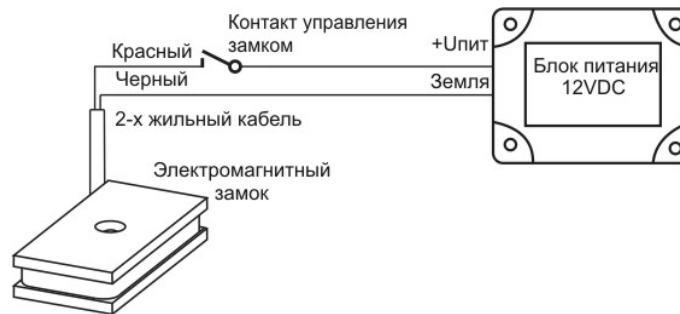 Контакт управления
замком
Красный
+Uпит
Черный
Земля
Блок питания
12VDC
2-х жильный кабель
Электромагнитный
замок